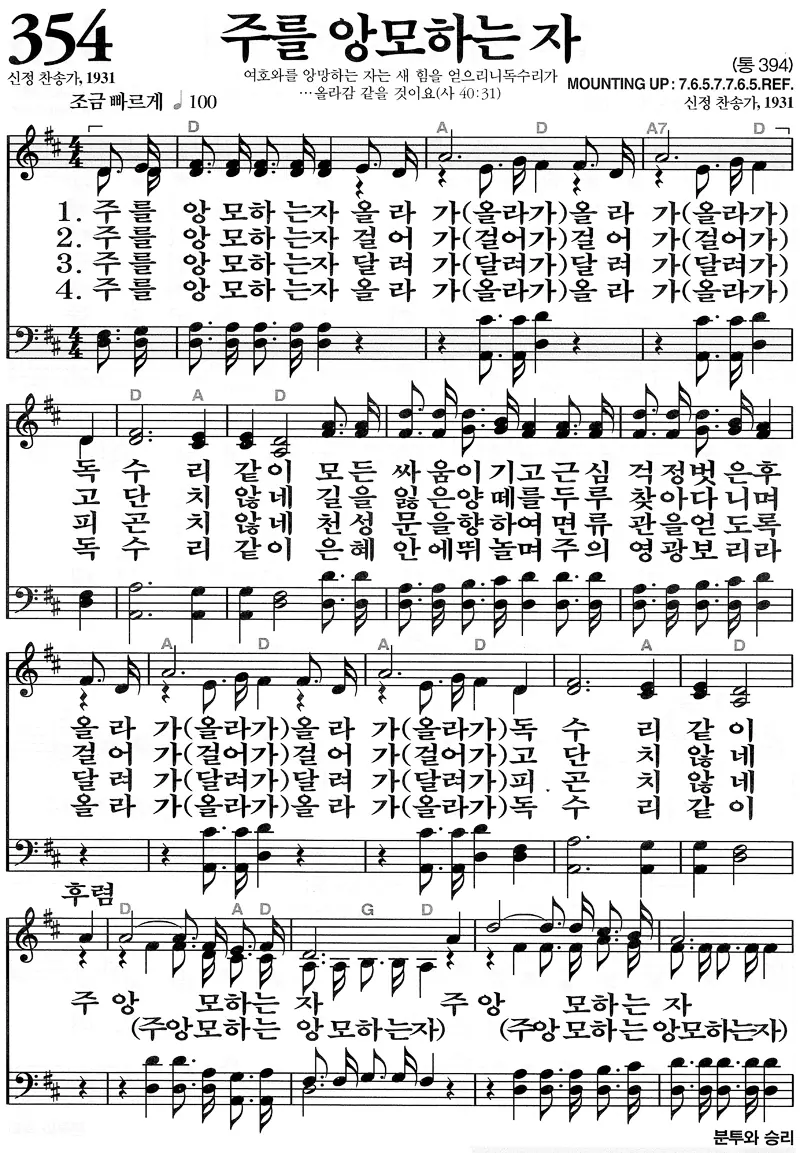 354 주를 앙모하는 자
(통 394)
신정 찬송가, 1931 여호와를 앙망하는 자는 새 힘을 얻으리니독수리가
…올라감 같을 것이요(사 40:31)
MOUNTING UP : 7.6.5.7.7.6.5.REF.
조금 빠르게 ♩ 100 신정 찬송가, 1931
D A D A7 D
1. 주를 앙모하는자 올라 가(올라가)올라 가(올라가)
2. 주를 앙모하는자 걸어 가(걸어가)걸어 가(걸어가)
3. 주를 앙모하는자 달려 가(달려가)달려 가(달려가)
4. 주를 앙모하는자 올라 가(올라가)올라 가(올라가)
D A D
독 수 리 같이 모든 싸움이기고근심 걱정벗은후
고 단 치 않네 길을 잃은양떼를두루 찾아다니며
피 곤 치 않네 천성 문을향하여면류 관을얻도록
독 수 리 같이 은혜 안에뛰놀며주의 영광보리라
A D A D A D
올라 가(올라가)올라 가(올라가)독 수 리 같이
걸어 가(걸어가)걸어 가(걸어가)고 단 치 않네
달려 가(달려가)달려 가(달려가)피 곤 치 않네
올라 가(올라가)올라 가(올라가)독 수 리 같이
후렴
D A D G D
주 앙 모하는 자 주 앙 모하는 자
(주앙모하는 앙모하는자) (주앙모하는앙모하는자)
분투와 승리